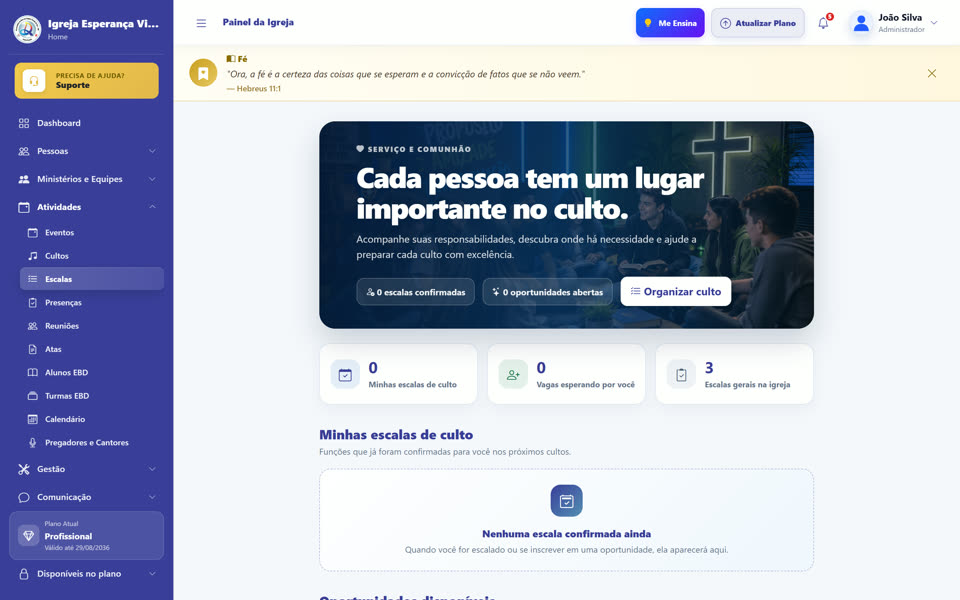 Igreja Esperança Vi...
Home
PRECISA DE AJUDA?
Suporte
Dashboard
Pessoas
Ministérios e Equipes
Atividades
Eventos
Cultos
Escalas
Presenças
Reuniões
Atas
Alunos EBD
Turmas EBD
Calendário
Pregadores e Cantores
Gestão
Comunicação
Plano Atual
Profissional
Válido até 29/08/2036
Disponíveis no plano
Painel da Igreja
Me Ensina
Atualizar Plano
João Silva
Administrador
Fé
"Ora, a fé é a certeza das coisas que se esperam e a convicção de fatos que se não veem."
— Hebreus 11:1
SERVIÇO E COMUNHÃO
Cada pessoa tem um lugar
importante no culto.
Acompanhe suas responsabilidades, descubra onde há necessidade e ajude a
preparar cada culto com excelência.
0 escalas confirmadas
0 oportunidades abertas
Organizar culto
0
Minhas escalas de culto
0
Vagas esperando por você
3
Escalas gerais na igreja
Minhas escalas de culto
Funções que já foram confirmadas para você nos próximos cultos.
Nenhuma escala confirmada ainda
Quando você for escalado ou se inscrever em uma oportunidade, ela aparecerá aqui.
Oportunidades disponíveis